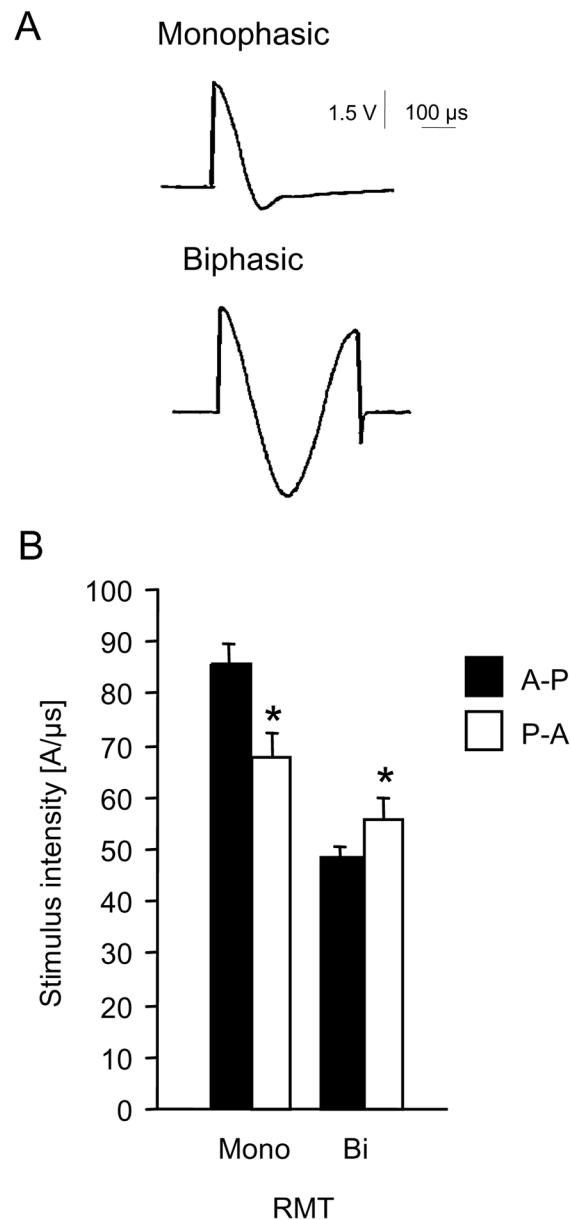 A
Monophasic
1.5 V 100 µs
Biphasic
B
100
90
80
70
60
50
40
30
20
10
0
Stimulus intensity [A/µs]
*
*
A-P
P-A
Mono Bi
RMT